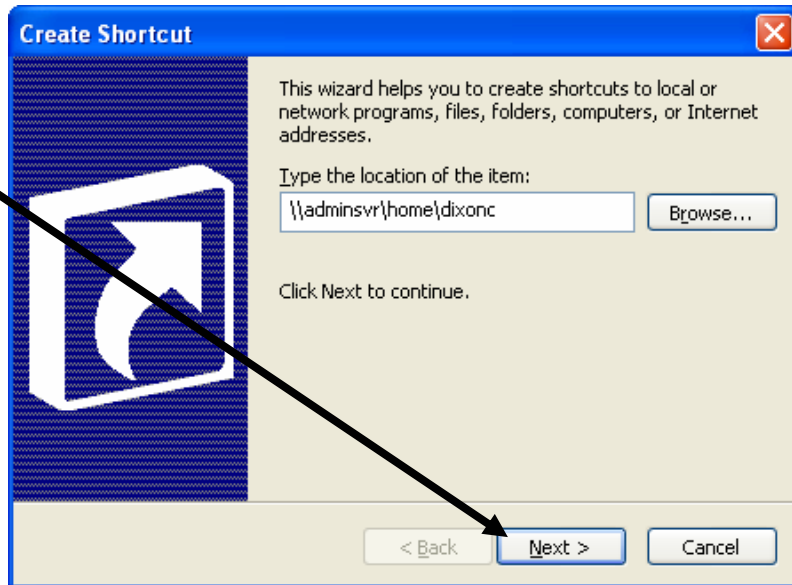 Create Shortcut
This wizard helps you to create shortcuts to local or
network programs, files, folders, computers, or Internet
addresses.
Type the location of the item:
\\adminsvr\home\dixonc
Browse...
Click Next to continue.
< Back
Next >
Cancel